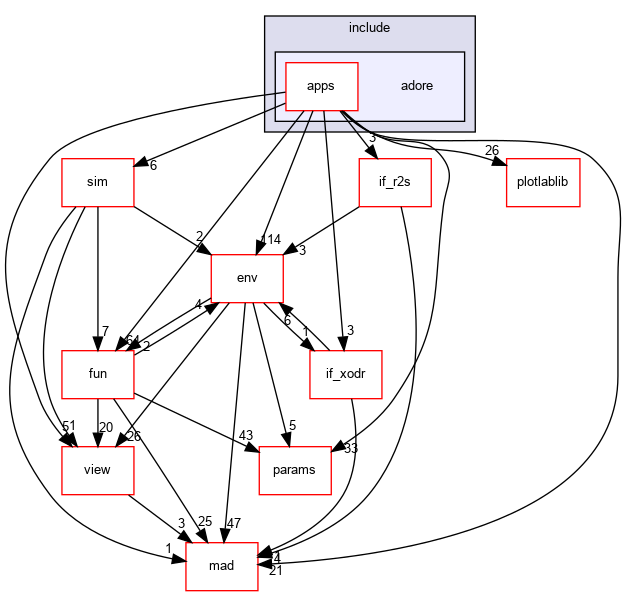 include
apps
adore
3
26
6
sim
if_r2s
plotlablib
2
114
3
env
4
6
1
7
64
2
3
fun
if_xodr
51
20
26
43
5
33
view
params
3
25
47
1
4
21
mad